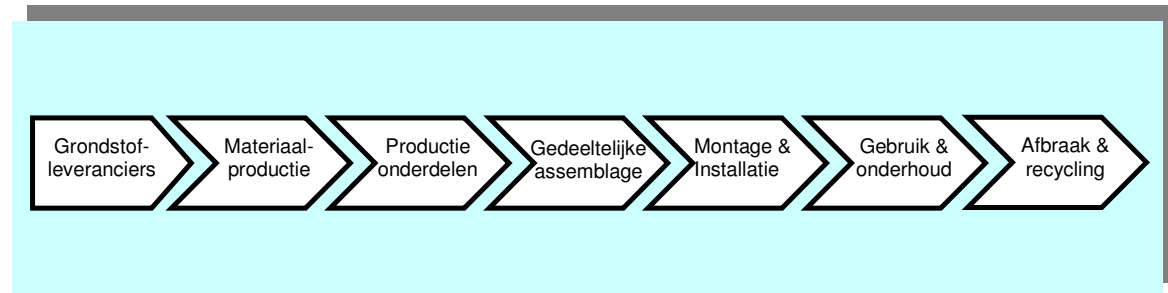 Grondstof-
leveranciers
Materiaal-
productie
Productie
onderdelen
Gedeeltelijke
assemblage
Montage &
Installatie
Gebruik &
onderhoud
Afbraak &
recycling